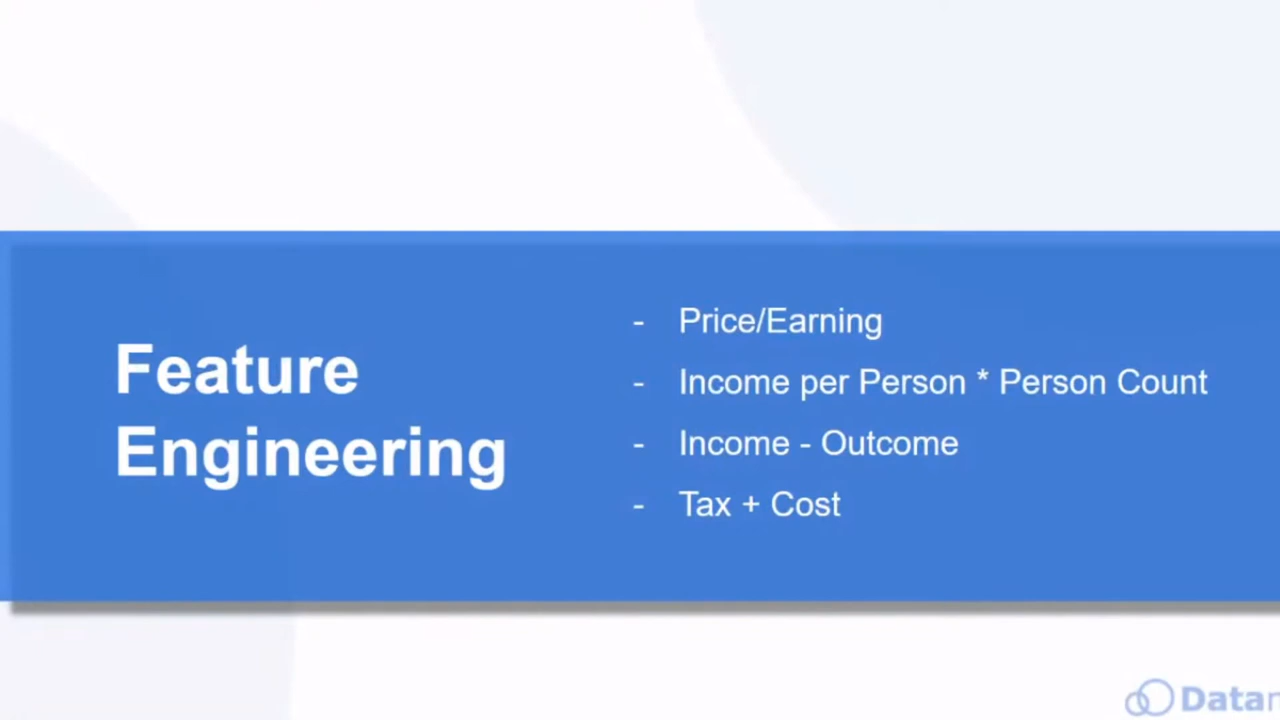 Feature
Engineering
- Price/Earning
- Income per Person * Person Count
- Income - Outcome
- Tax + Cost